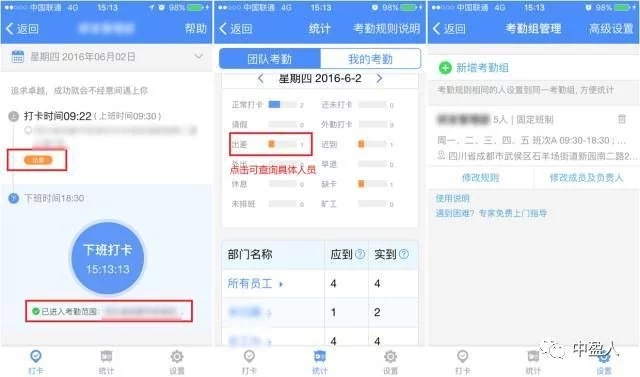 中国联通 4G 15:13 98%
返回 帮助
星期四 2016年06月02日
追求卓越，成功就会不经意间遇上你
上 打卡时间09:22 (上班时间09:30)
出差
下 下班时间18:30
下班打卡
15:13:13
已进入考勤范围:
打卡 统计 设置
中国联通 4G 15:13 98%
返回 统计 考勤规则说明
团队考勤 我的考勤
星期四 2016-6-2
正常打卡 2 还未打卡 0
请假 0 外勤打卡 0
出差 1 迟到 1
早退 0
点击可查询具体人员
休息 0 缺卡 1
未排班 0 旷工 0
部门名称 应到 实到
所有员工 4 4
1 2
4 4
打卡 统计 设置
中国联通 4G 15:13 98%
返回 考勤组管理 高级设置
新增考勤组
考勤规则相同的人设置到同一考勤组, 方便统计
5人 | 固定班制
周一、二、三、四、五 班次A 09:30-18:30 ; ...
四川省成都市武侯区石羊场街道新园南二路2...
修改规则 修改成员及负责人
使用说明
遇到困难? 专家免费上门指导
中盈人
打卡 统计 设置